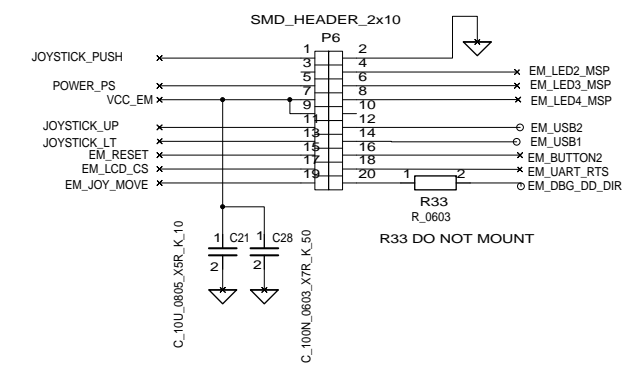 SMD_HEADER_2x10
P6
JOYSTICK_PUSH
1 2
3 4
EM_LED2_MSP
POWER_PS
5 6
EM_LED3_MSP
VCC_EM
7 8
EM_LED4_MSP
9 10
JOYSTICK_UP
11 12
EM_USB2
JOYSTICK_LT
13 14
EM_USB1
EM_RESET
15 16
EM_BUTTON2
EM_LCD_CS
17 18
EM_UART_RTS
EM_JOY_MOVE
19 20
1 2
EM_DBG_DD_DIR
R33
R_0603
R33 DO NOT MOUNT
1 C21
2
C_10U_0805_X5R_K_10
1 C28
2
C_100N_0603_X7R_K_50